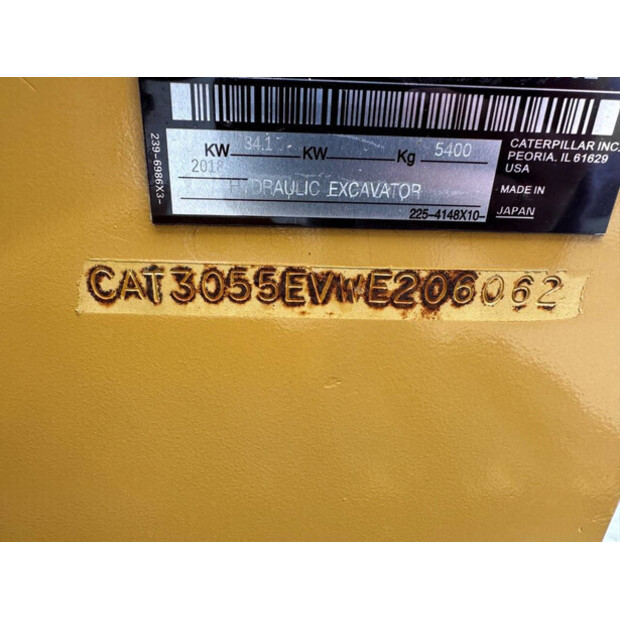 239-6986X3-
CATERPILLAR INC.
PEORIA. IL 61629
USA
KW 34.1 KW Kg 5400
2018
HYDRAULIC EXCAVATOR
MADE IN
JAPAN
225-4148X10-
CAT3055EVWE206062